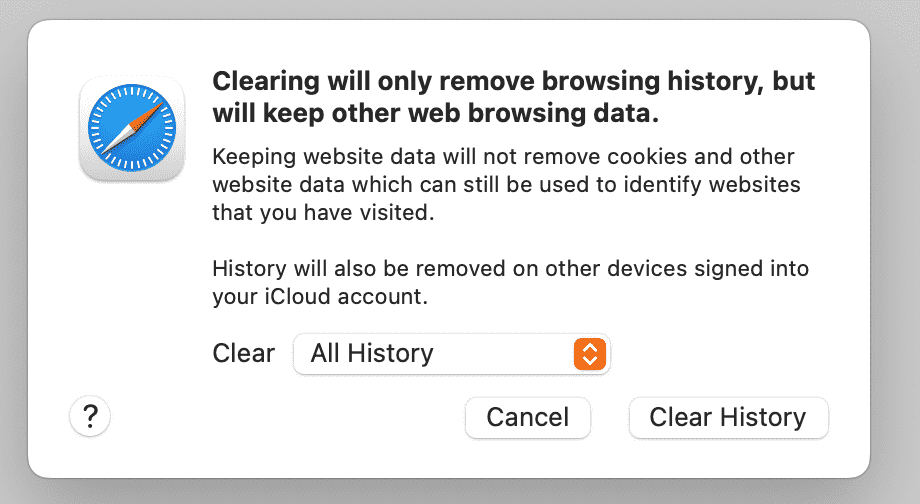 Clearing will only remove browsing history, but
will keep other web browsing data.
Keeping website data will not remove cookies and other
website data which can still be used to identify websites
that you have visited.
History will also be removed on other devices signed into
your iCloud account.
Clear All History
? Cancel Clear History